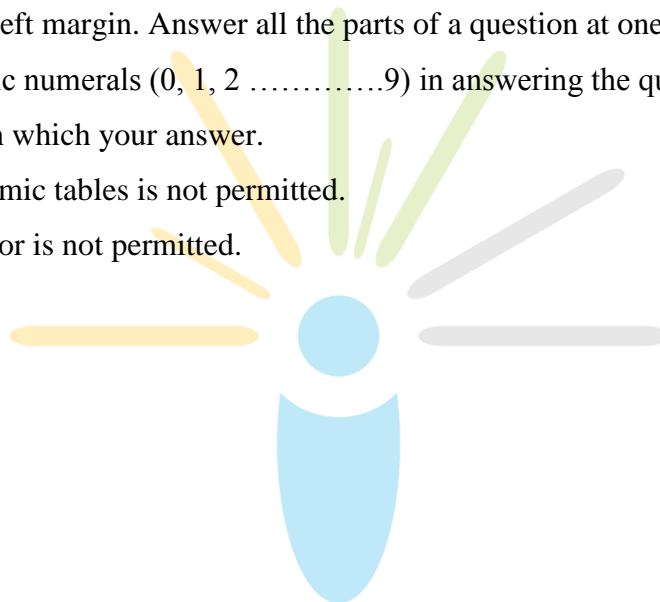 eft margin. Answer all the parts of a question at one
ic numerals (0, 1, 2 ………….9) in answering the qu
n which your answer.
mic tables is not permitted.
or is not permitted.